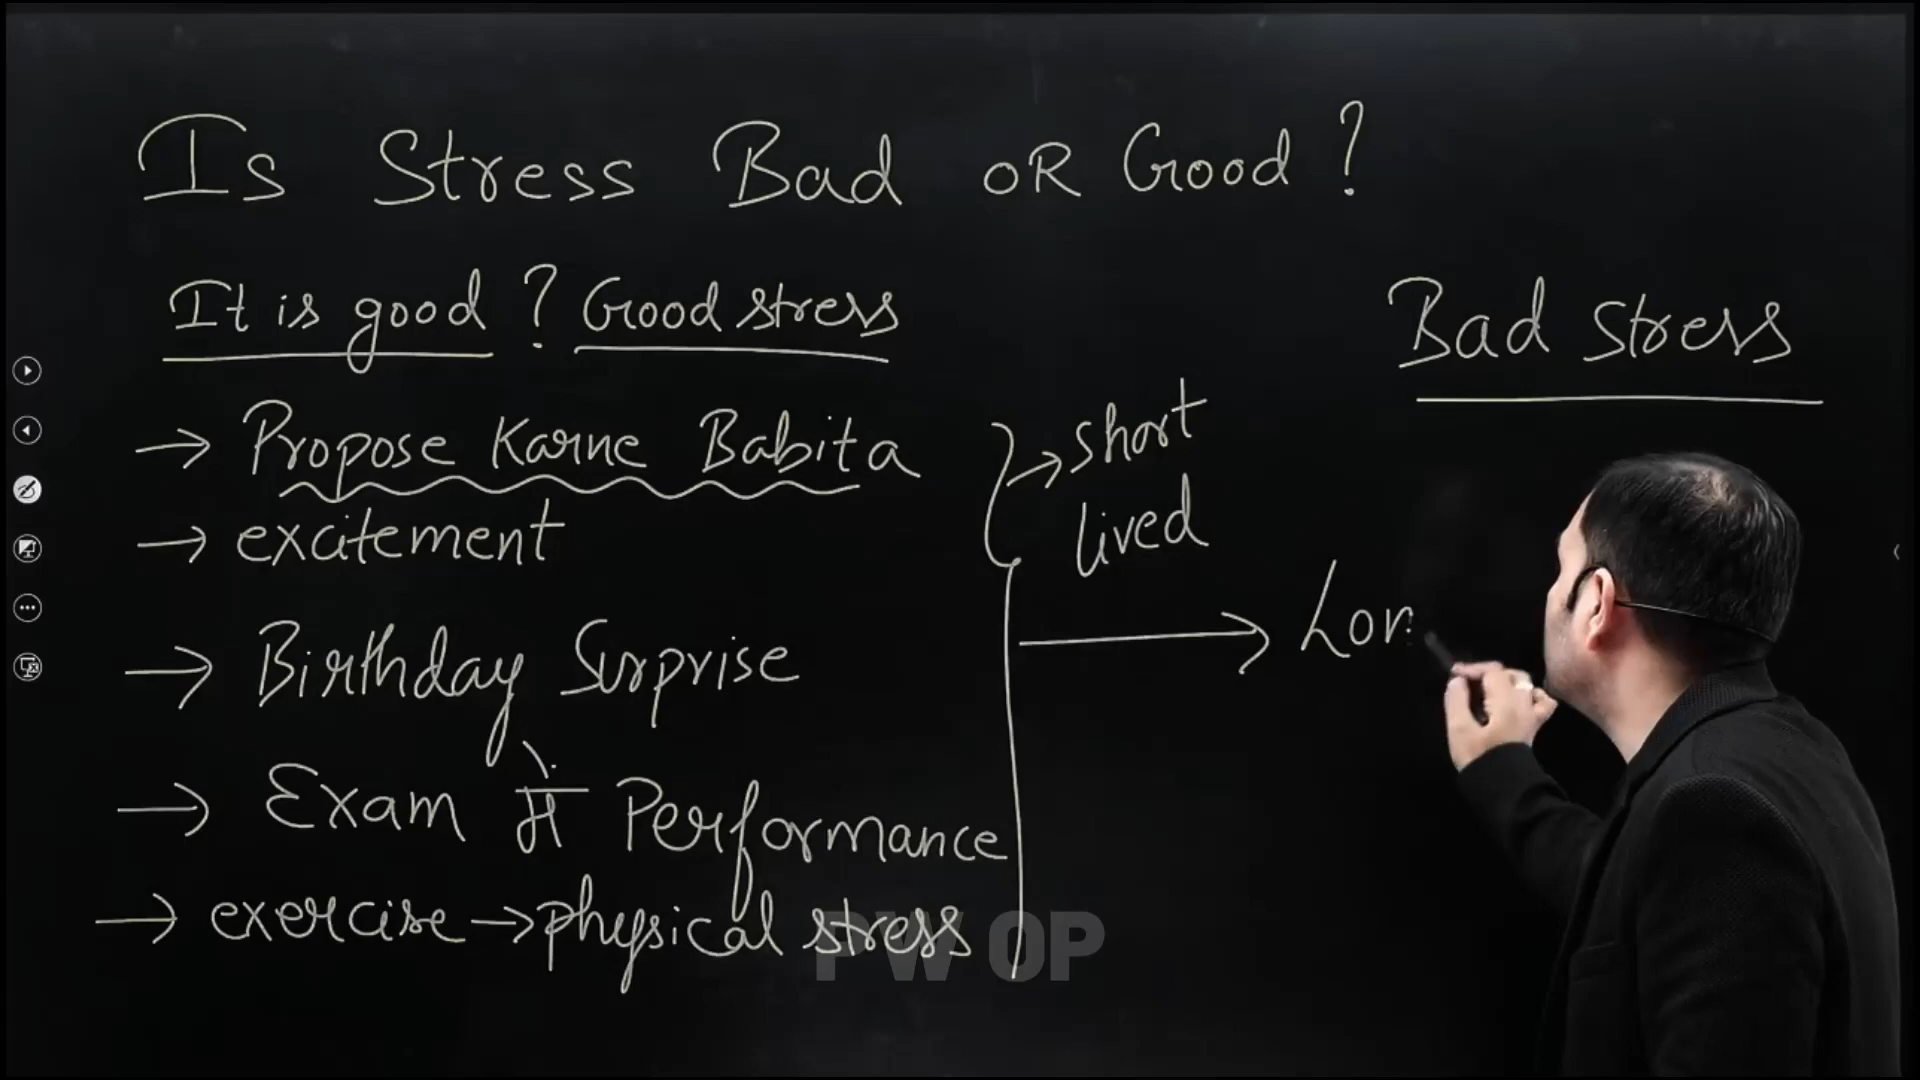 Is Stress Bad OR Good ?
It is good ? Good stress
Bad stress
→ Propose Karne Babita
→ short
lived
→ excitement
→ Lon
→ Birthday Surprise
→ Exam में Performance
→ exercise → physical stress
PW OP